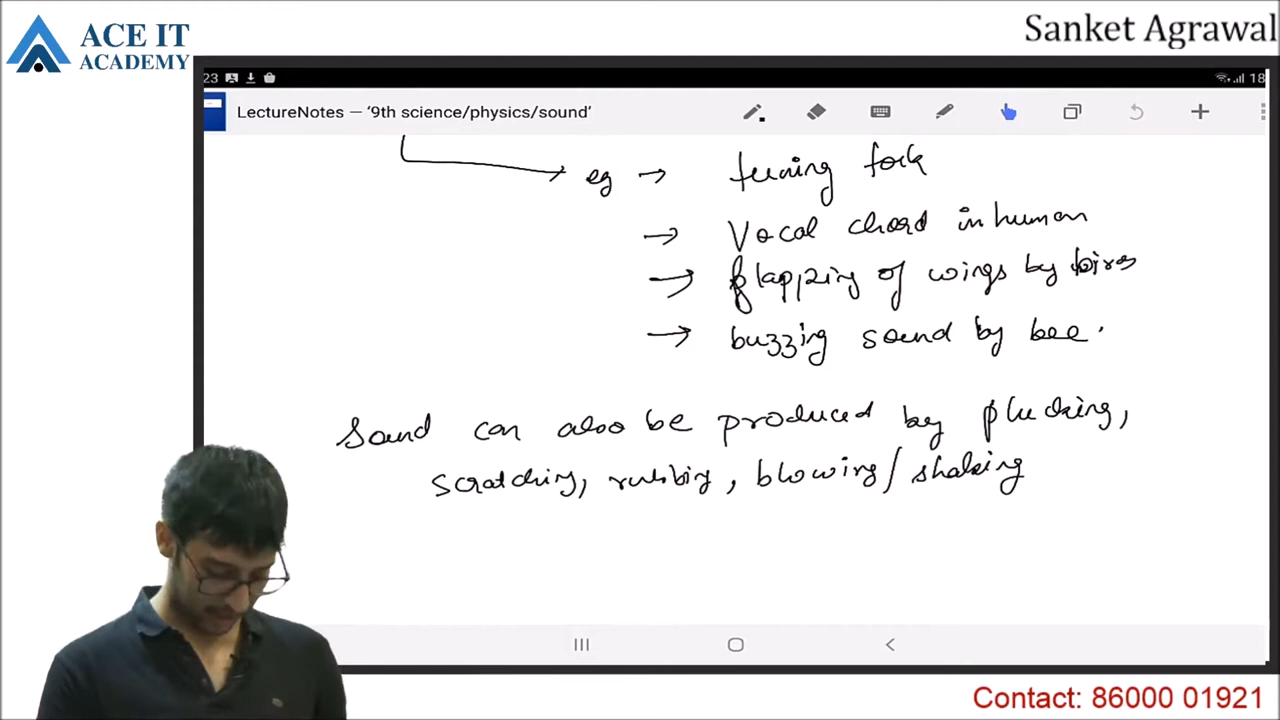 ACE IT
ACADEMY
Sanket Agrawal
23
18
LectureNotes — ‘9th science/physics/sound’
eg → tuning fork
→ Vocal chord in human
→ flapping of wings by birds
→ buzzing sound by bee.
Sound can also be produced by plucking,
scratching, rubbing, blowing/shaking
Contact: 86000 01921